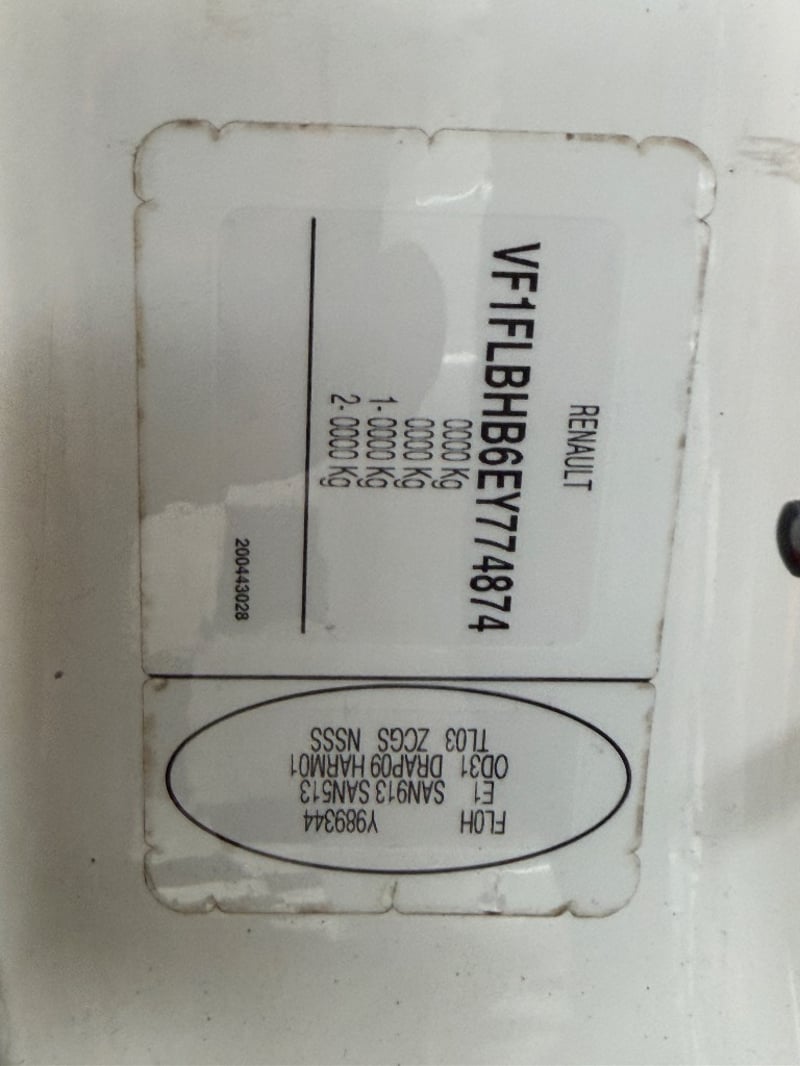 RENAULT
VF1FLBHB6EY774874
0000 Kg
0000 Kg
1- 0000 Kg
2- 0000 Kg
200443028
FL0H Y989344
E1 SAN913 SAN513
OD31 DRAP09 HARM01
TL03 ZCGS NSSS